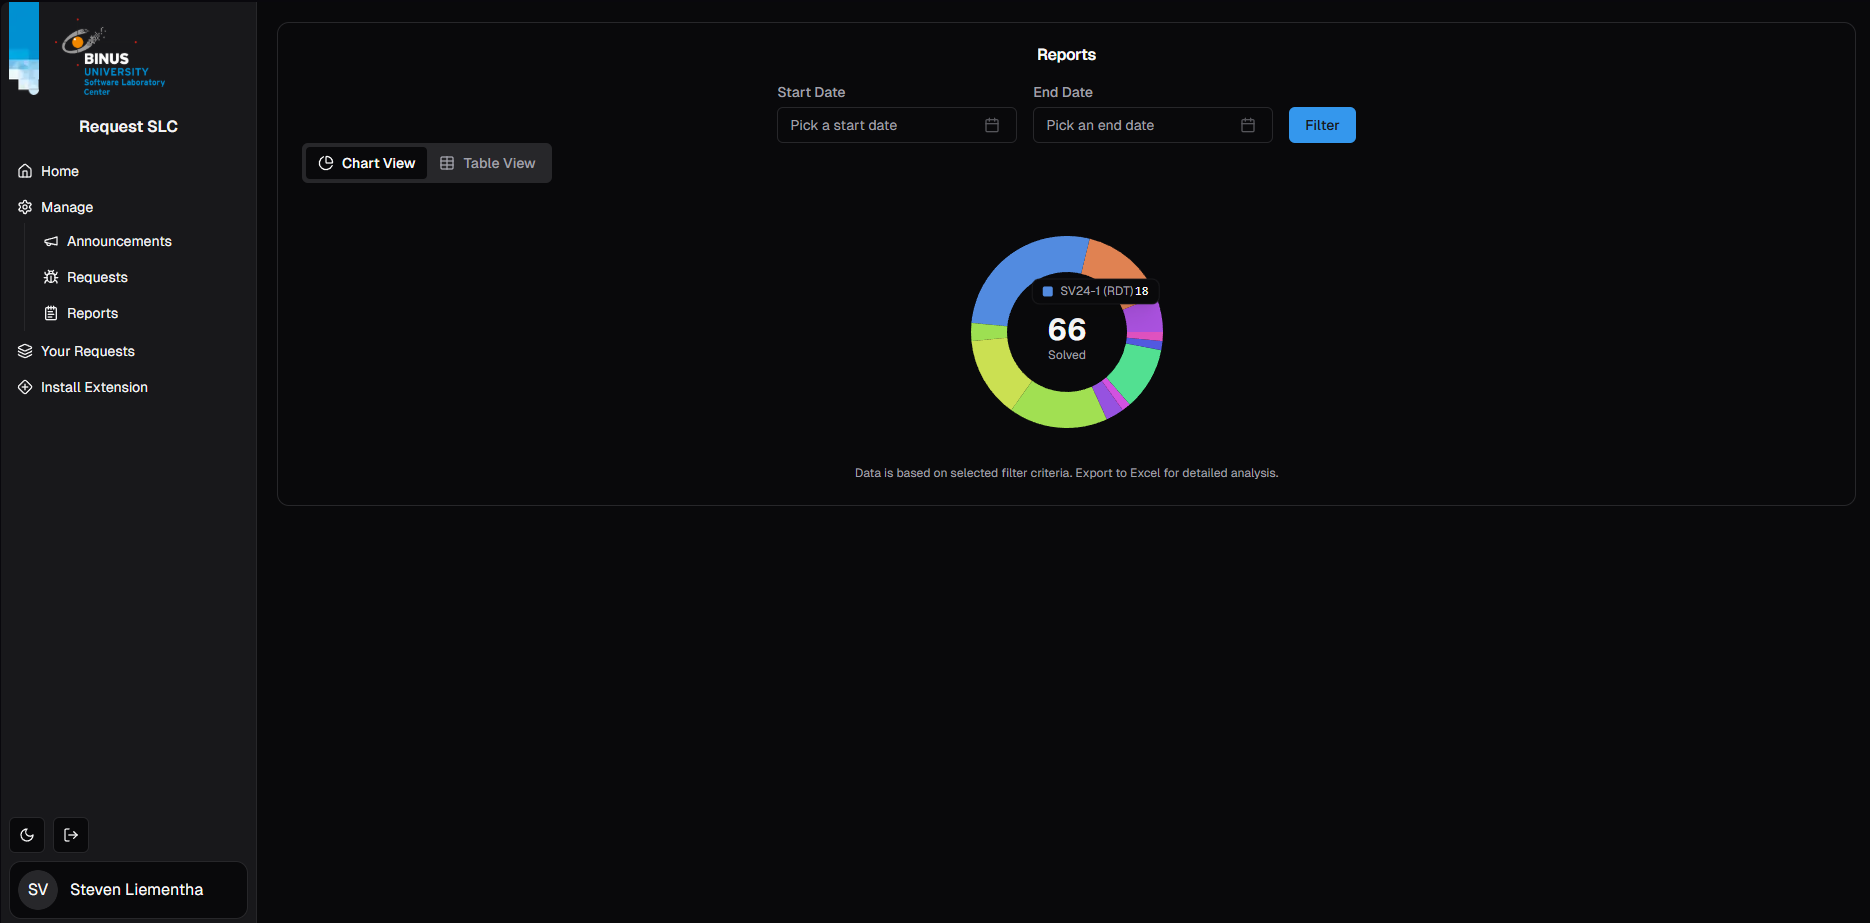 BINUS
UNIVERSITY
Software Laboratory
Center
Request SLC
Home
Manage
Announcements
Requests
Reports
Your Requests
Install Extension
SV
Steven Liementha
Reports
Start Date
End Date
Pick a start date
Pick an end date
Filter
Chart View
Table View
SV24-1 (RDT) 18
66
Solved
Data is based on selected filter criteria. Export to Excel for detailed analysis.